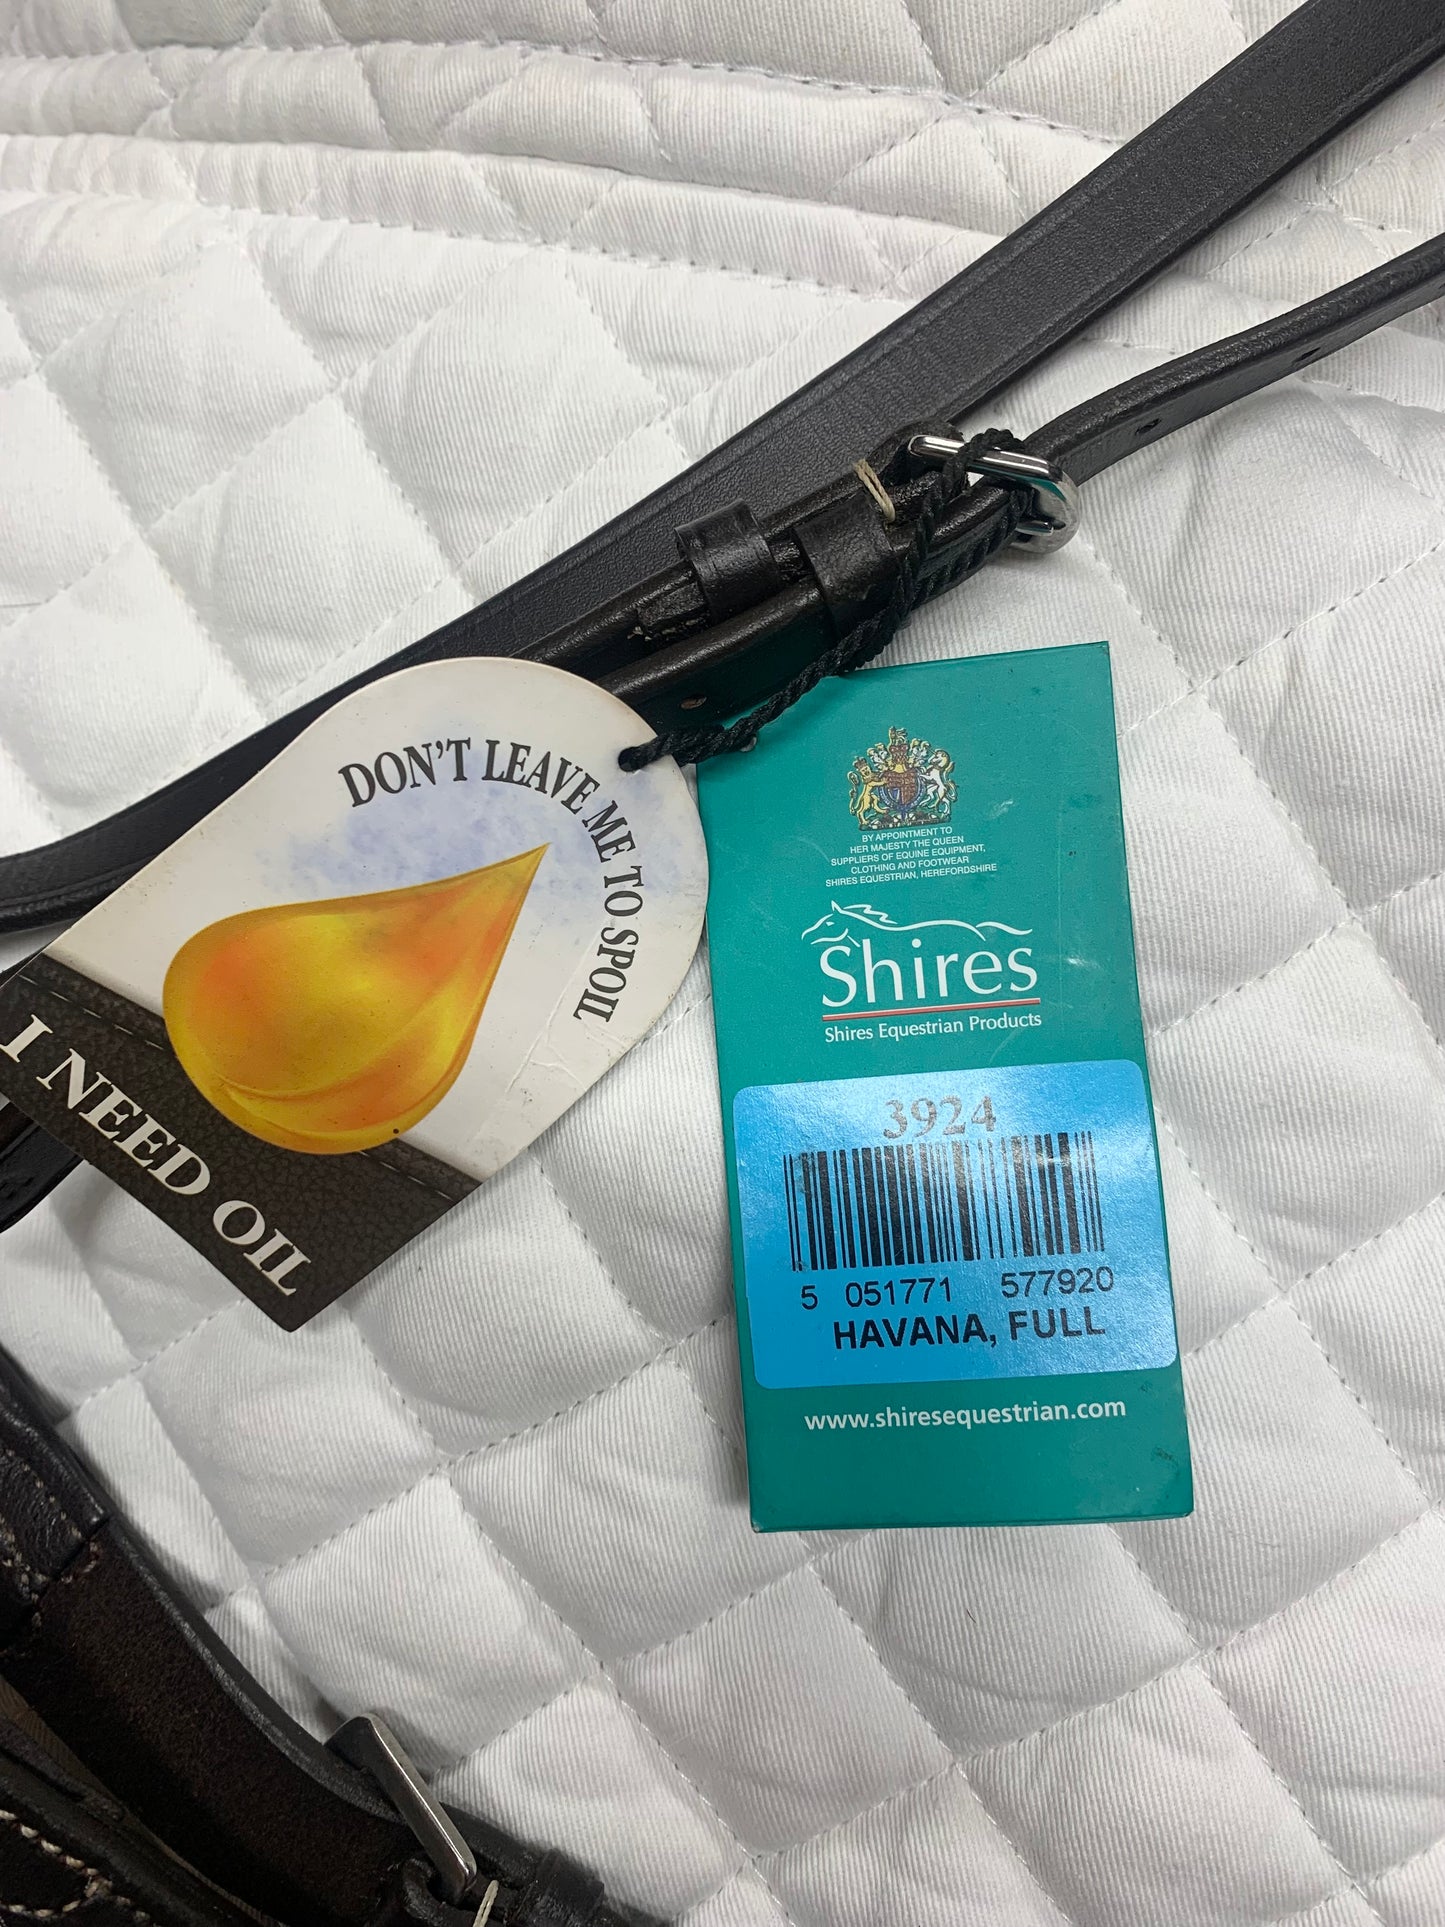 DON'T LEAVE ME TO SPOIL
I NEED OIL
BY APPOINTMENT TO
HER MAJESTY THE QUEEN
SUPPLIERS OF EQUINE EQUIPMENT,
CLOTHING AND FOOTWEAR
SHIRES EQUESTRIAN, HEREFORDSHIRE
Shires
Shires Equestrian Products
3924
5 051771 577920
HAVANA, FULL
www.shiresequestrian.com